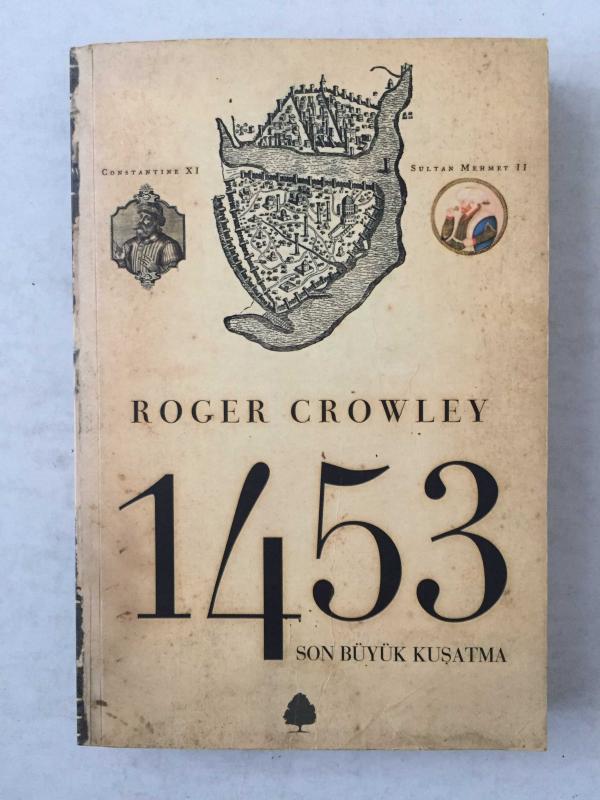 CONSTANTINE XI
SULTAN MEHMET II
ROGER CROWLEY
1453
SON BÜYÜK KUŞATMA